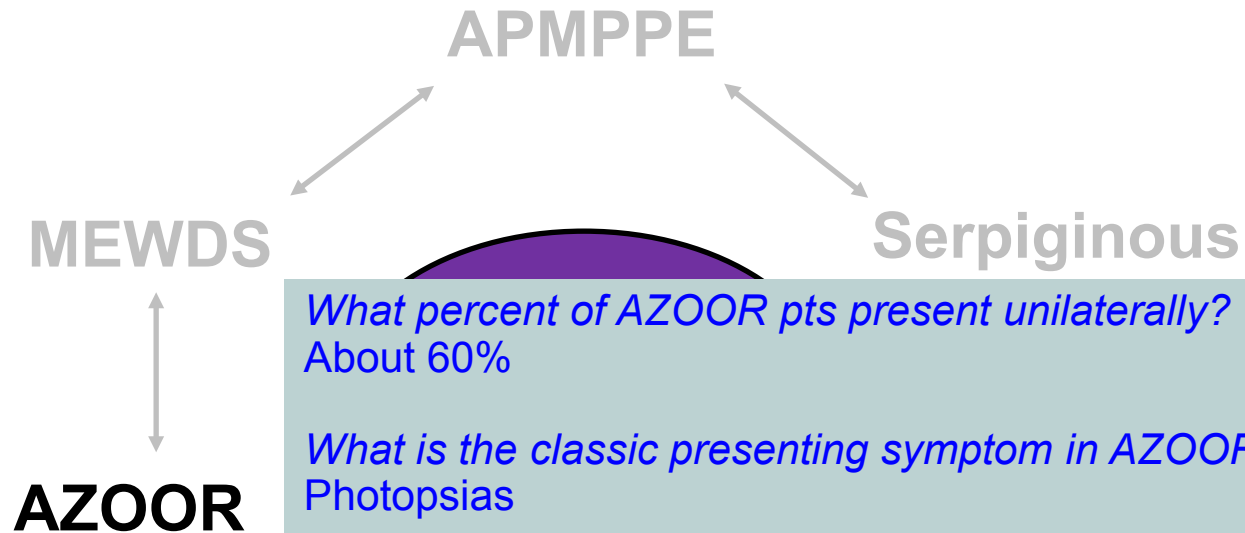 APMPPE
MEWDS
Serpiginous
What percent of AZOOR pts present unilaterally?
About 60%
What is the classic presenting symptom in AZOOR
Photopsias
AZOOR